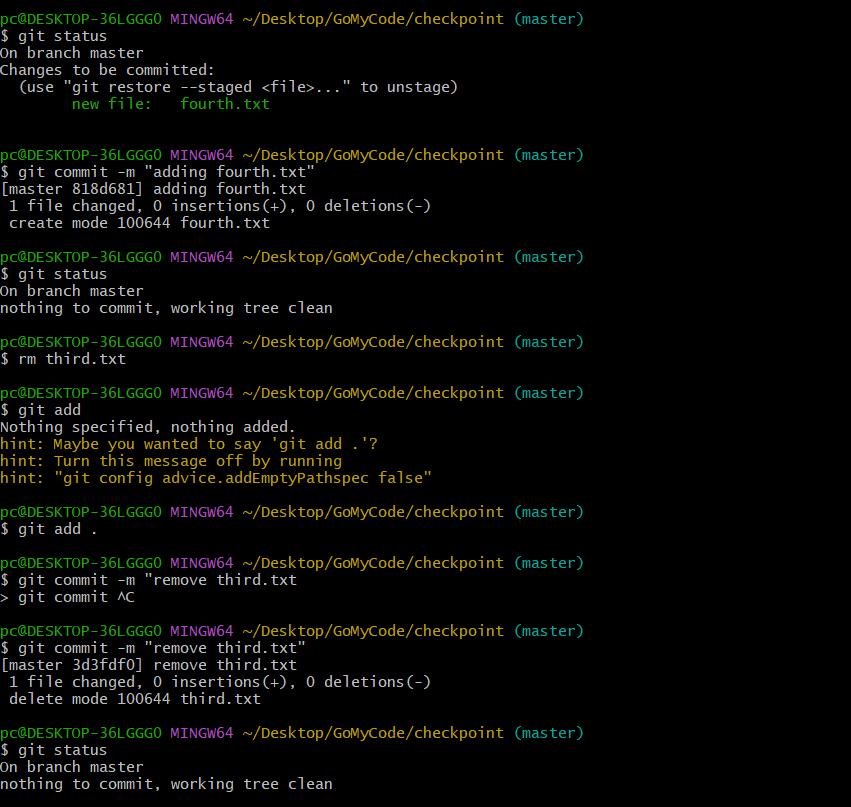 pc@DESKTOP-36LGGGO MINGW64 ~/Desktop/GoMyCode/checkpoint (master)
$ git status
On branch master
Changes to be committed:
  (use "git restore --staged <file>..." to unstage)
        new file:   fourth.txt

pc@DESKTOP-36LGGGO MINGW64 ~/Desktop/GoMyCode/checkpoint (master)
$ git commit -m "adding fourth.txt"
[master 818d681] adding fourth.txt
 1 file changed, 0 insertions(+), 0 deletions(-)
 create mode 100644 fourth.txt

pc@DESKTOP-36LGGGO MINGW64 ~/Desktop/GoMyCode/checkpoint (master)
$ git status
On branch master
nothing to commit, working tree clean

pc@DESKTOP-36LGGGO MINGW64 ~/Desktop/GoMyCode/checkpoint (master)
$ rm third.txt

pc@DESKTOP-36LGGGO MINGW64 ~/Desktop/GoMyCode/checkpoint (master)
$ git add
Nothing specified, nothing added.
hint: Maybe you wanted to say 'git add .'?
hint: Turn this message off by running
hint: "git config advice.addEmptyPathspec false"

pc@DESKTOP-36LGGGO MINGW64 ~/Desktop/GoMyCode/checkpoint (master)
$ git add .

pc@DESKTOP-36LGGGO MINGW64 ~/Desktop/GoMyCode/checkpoint (master)
$ git commit -m "remove third.txt
> git commit ^C

pc@DESKTOP-36LGGGO MINGW64 ~/Desktop/GoMyCode/checkpoint (master)
$ git commit -m "remove third.txt"
[master 3d3fdf0] remove third.txt
 1 file changed, 0 insertions(+), 0 deletions(-)
 delete mode 100644 third.txt

pc@DESKTOP-36LGGGO MINGW64 ~/Desktop/GoMyCode/checkpoint (master)
$ git status
On branch master
nothing to commit, working tree clean